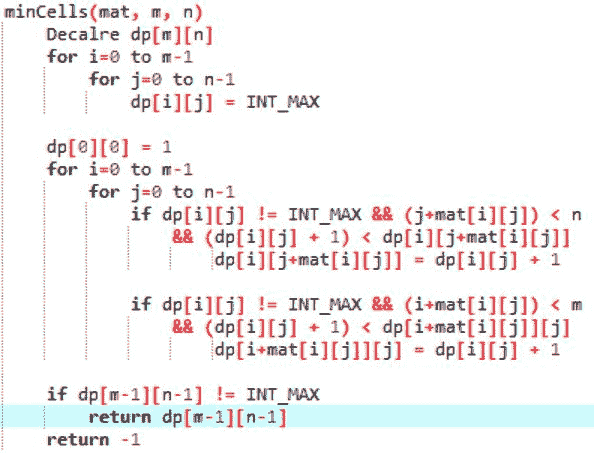 minCells(mat, m, n)
    Decalre dp[m][n]
    for i=0 to m-1
        for j=0 to n-1
            dp[i][j] = INT_MAX

    dp[0][0] = 1
    for i=0 to m-1
        for j=0 to n-1
            if dp[i][j] != INT_MAX && (j+mat[i][j]) < n
                && (dp[i][j] + 1) < dp[i][j+mat[i][j]]
                    dp[i][j+mat[i][j]] = dp[i][j] + 1

            if dp[i][j] != INT_MAX && (i+mat[i][j]) < m
                && (dp[i][j] + 1) < dp[i+mat[i][j]][j]
                    dp[i+mat[i][j]][j] = dp[i][j] + 1

    if dp[m-1][n-1] != INT_MAX
        return dp[m-1][n-1]
    return -1